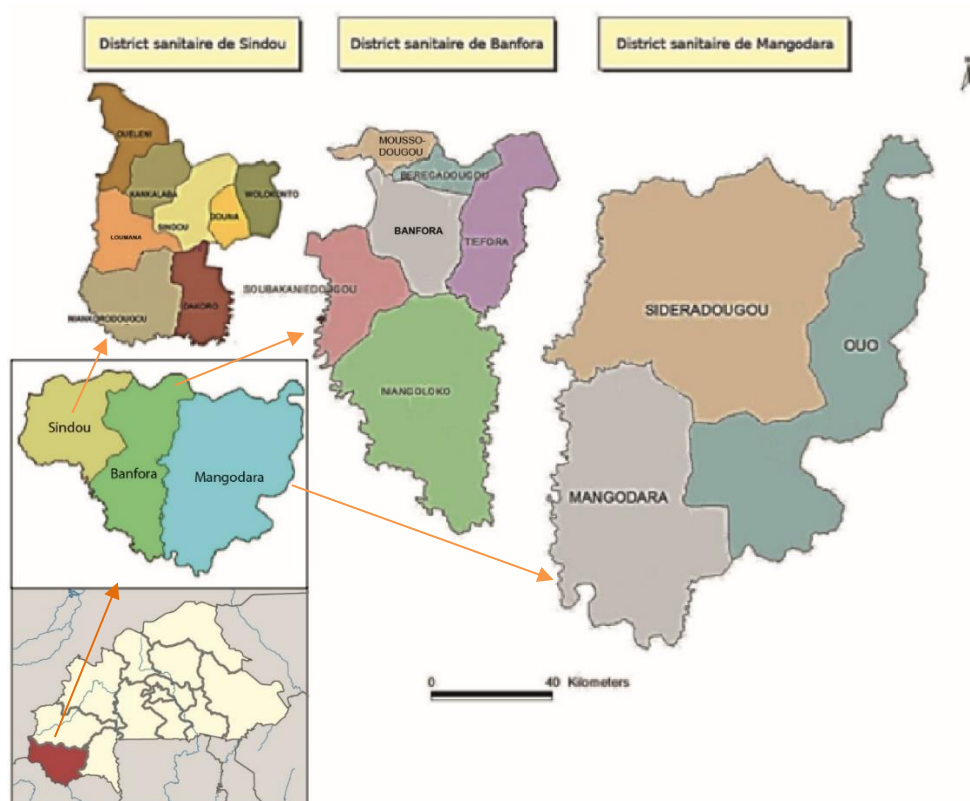 District sanitaire de Sindou
District sanitaire de Banfora
District sanitaire de Mangodara
OUELENI
KANKALABA
WOLOKONTO
SINDOU
DOUNA
LOUMANA
NIANKORODOUGOU
DAKORO
MOUSSO-
DOUGOU
BEREGADOUGOU
BANFORA
TIEFORA
SOUBAKANIEDOUGOU
NIANGOLOKO
SIDERADOUGOU
OUO
MANGODARA
Sindou
Banfora
Mangodara
0 40 Kilometers